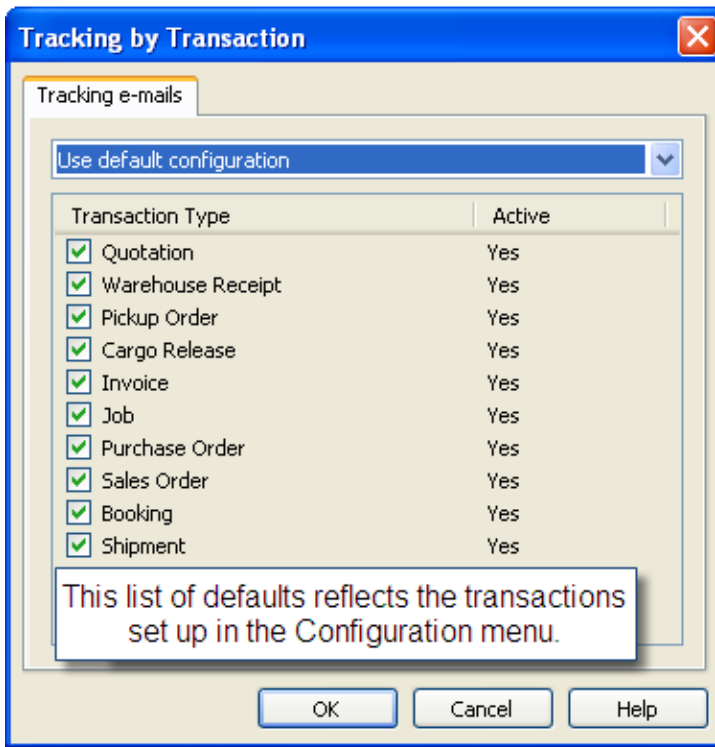 Tracking by Transaction
Tracking e-mails
Use default configuration
Transaction Type Active
Quotation Yes
Warehouse Receipt Yes
Pickup Order Yes
Cargo Release Yes
Invoice Yes
Job Yes
Purchase Order Yes
Sales Order Yes
Booking Yes
Shipment Yes
This list of defaults reflects the transactions
set up in the Configuration menu.
OK Cancel Help